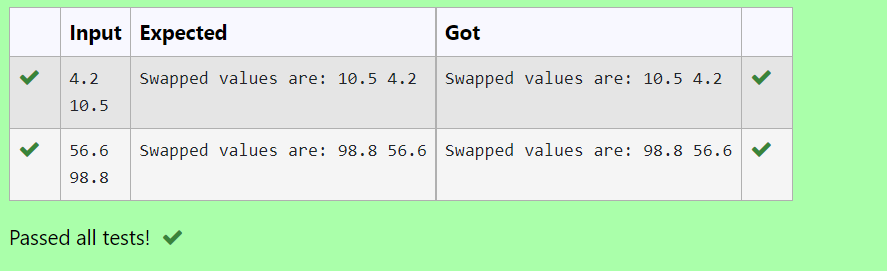 Input Expected Got
4.2 Swapped values are: 10.5 4.2 Swapped values are: 10.5 4.2
10.5
56.6 Swapped values are: 98.8 56.6 Swapped values are: 98.8 56.6
98.8
Passed all tests!